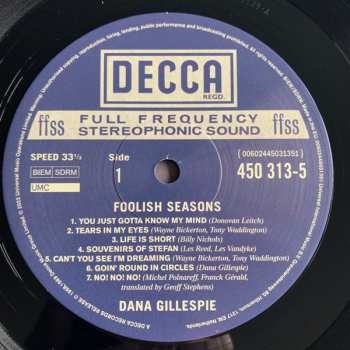 DECCA
REGD.
ffss FULL FREQUENCY ffss
STEREOPHONIC SOUND
SPEED 33⅓
Side
1
(00602445031351)
450 313-5
BIEM SDRM
UMC
FOOLISH SEASONS
1. YOU JUST GOTTA KNOW MY MIND (Donovan Leitch)
2. TEARS IN MY EYES (Wayne Bickerton, Tony Waddington)
3. LIFE IS SHORT (Billy Nichols)
4. SOUVENIRS OF STEFAN (Les Reed, Les Vandyke)
5. CAN'T YOU SEE I'M DREAMING (Wayne Bickerton, Tony Waddington)
6. GOIN' ROUND IN CIRCLES (Dana Gillespie)
7. NO! NO! NO! (Michel Polnareff, Franck Gérald,
translated by Geoff Stephens)
DANA GILLESPIE
A DECCA RECORDS RELEASE